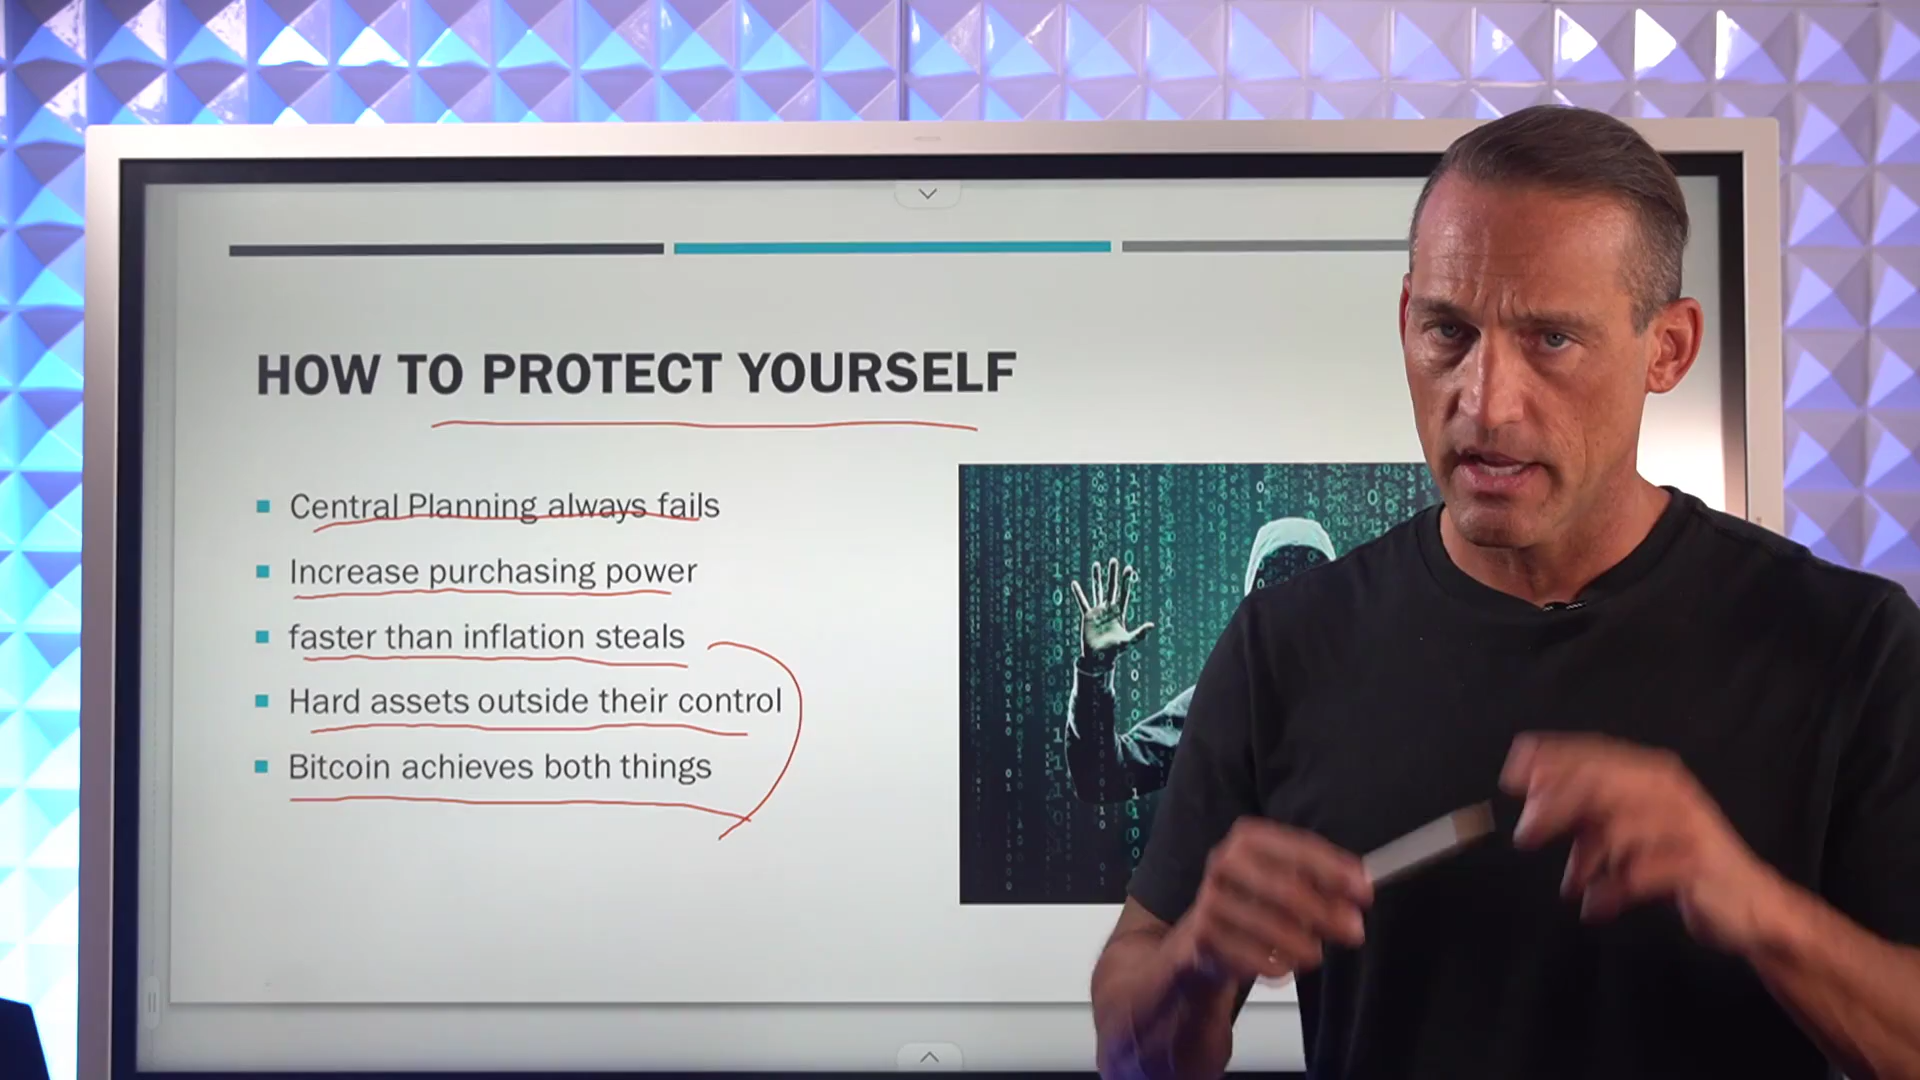 HOW TO PROTECT YOURSELF
Central Planning always fails
Increase purchasing power
faster than inflation steals
Hard assets outside their control
Bitcoin achieves both things